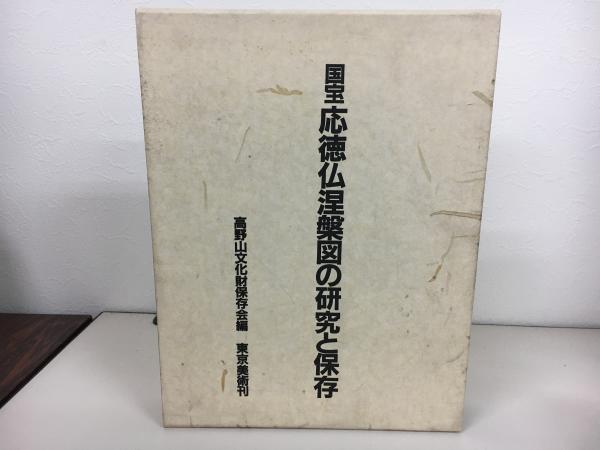 国宝 応徳仏涅槃図の研究と保存
高野山文化財保存会編 東京美術刊